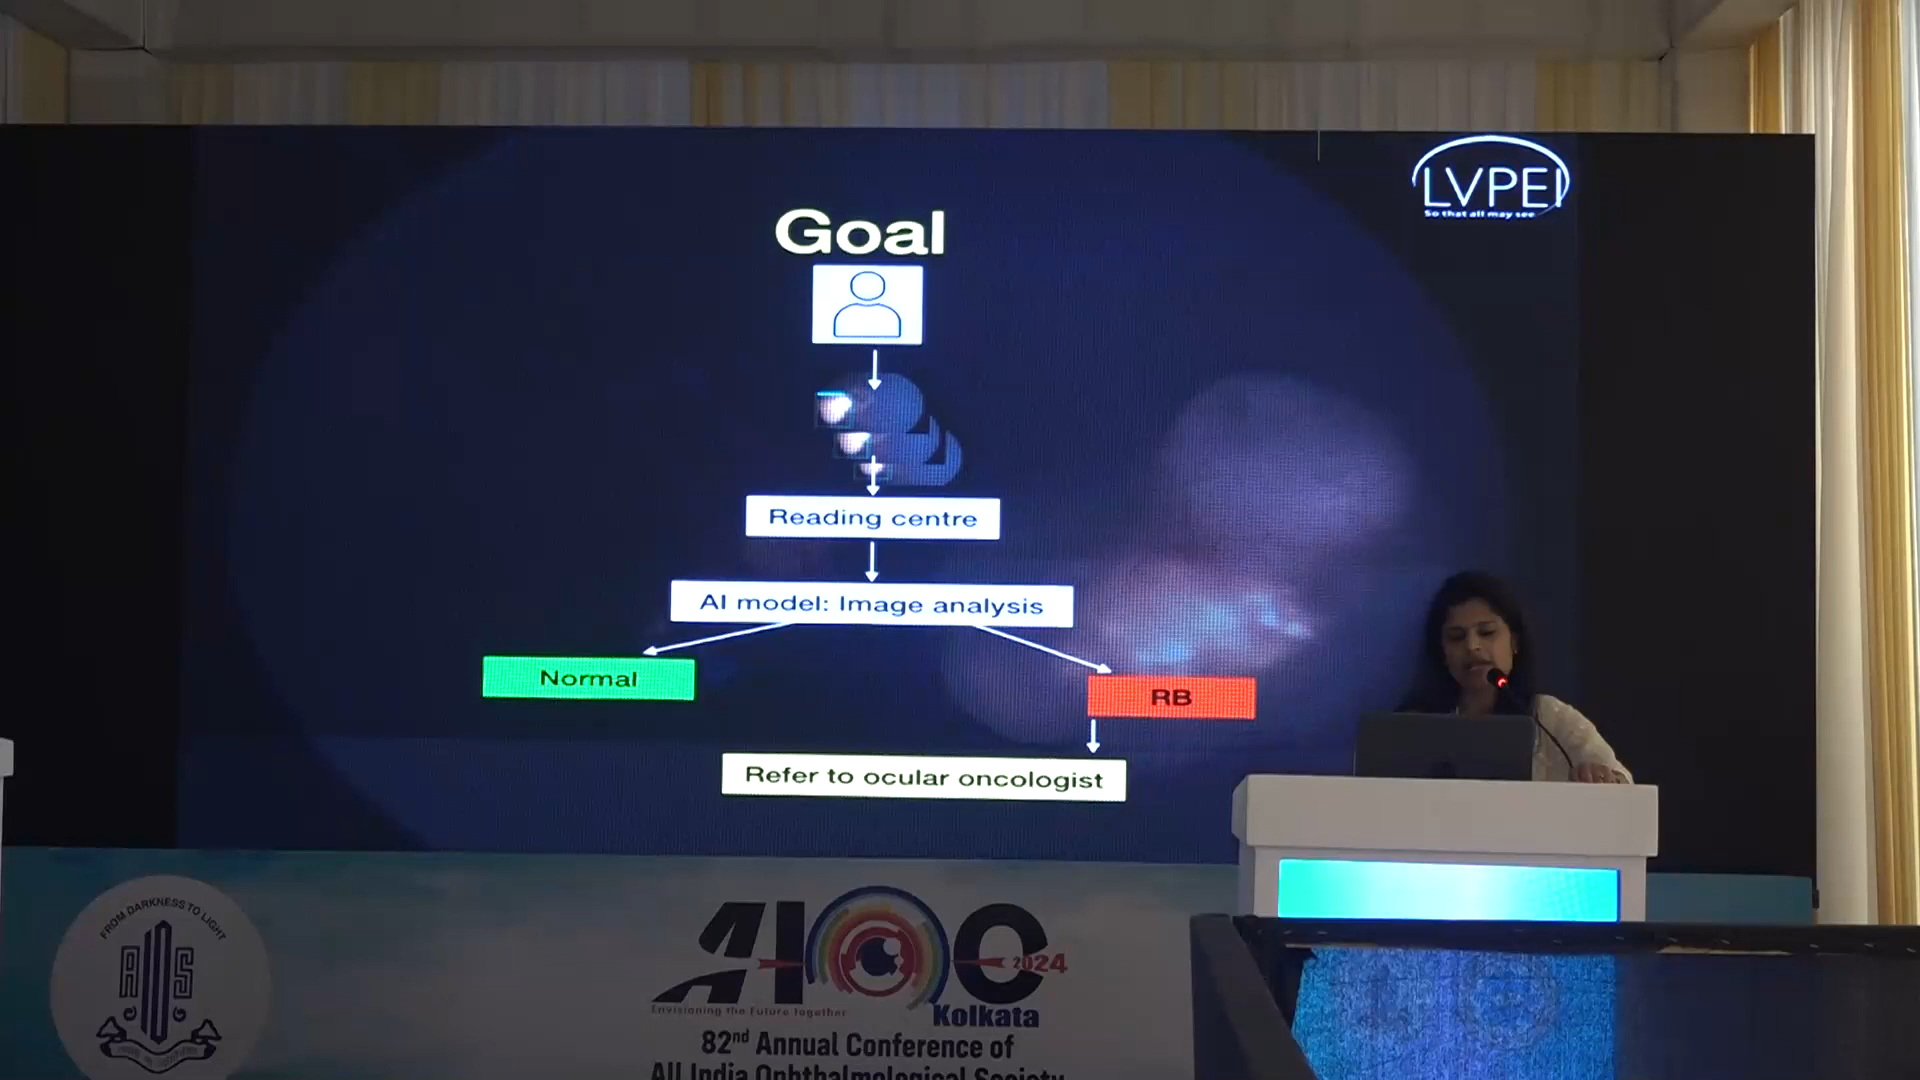 LVPEI
So that all may see
Goal
Reading centre
AI model: Image analysis
Normal
RB
Refer to ocular oncologist
FROM DARKNESS TO LIGHT
AIOS
AIOC
2024
Envisioning the Future Together
Kolkata
82nd Annual Conference of
All India Ophthalmological Society